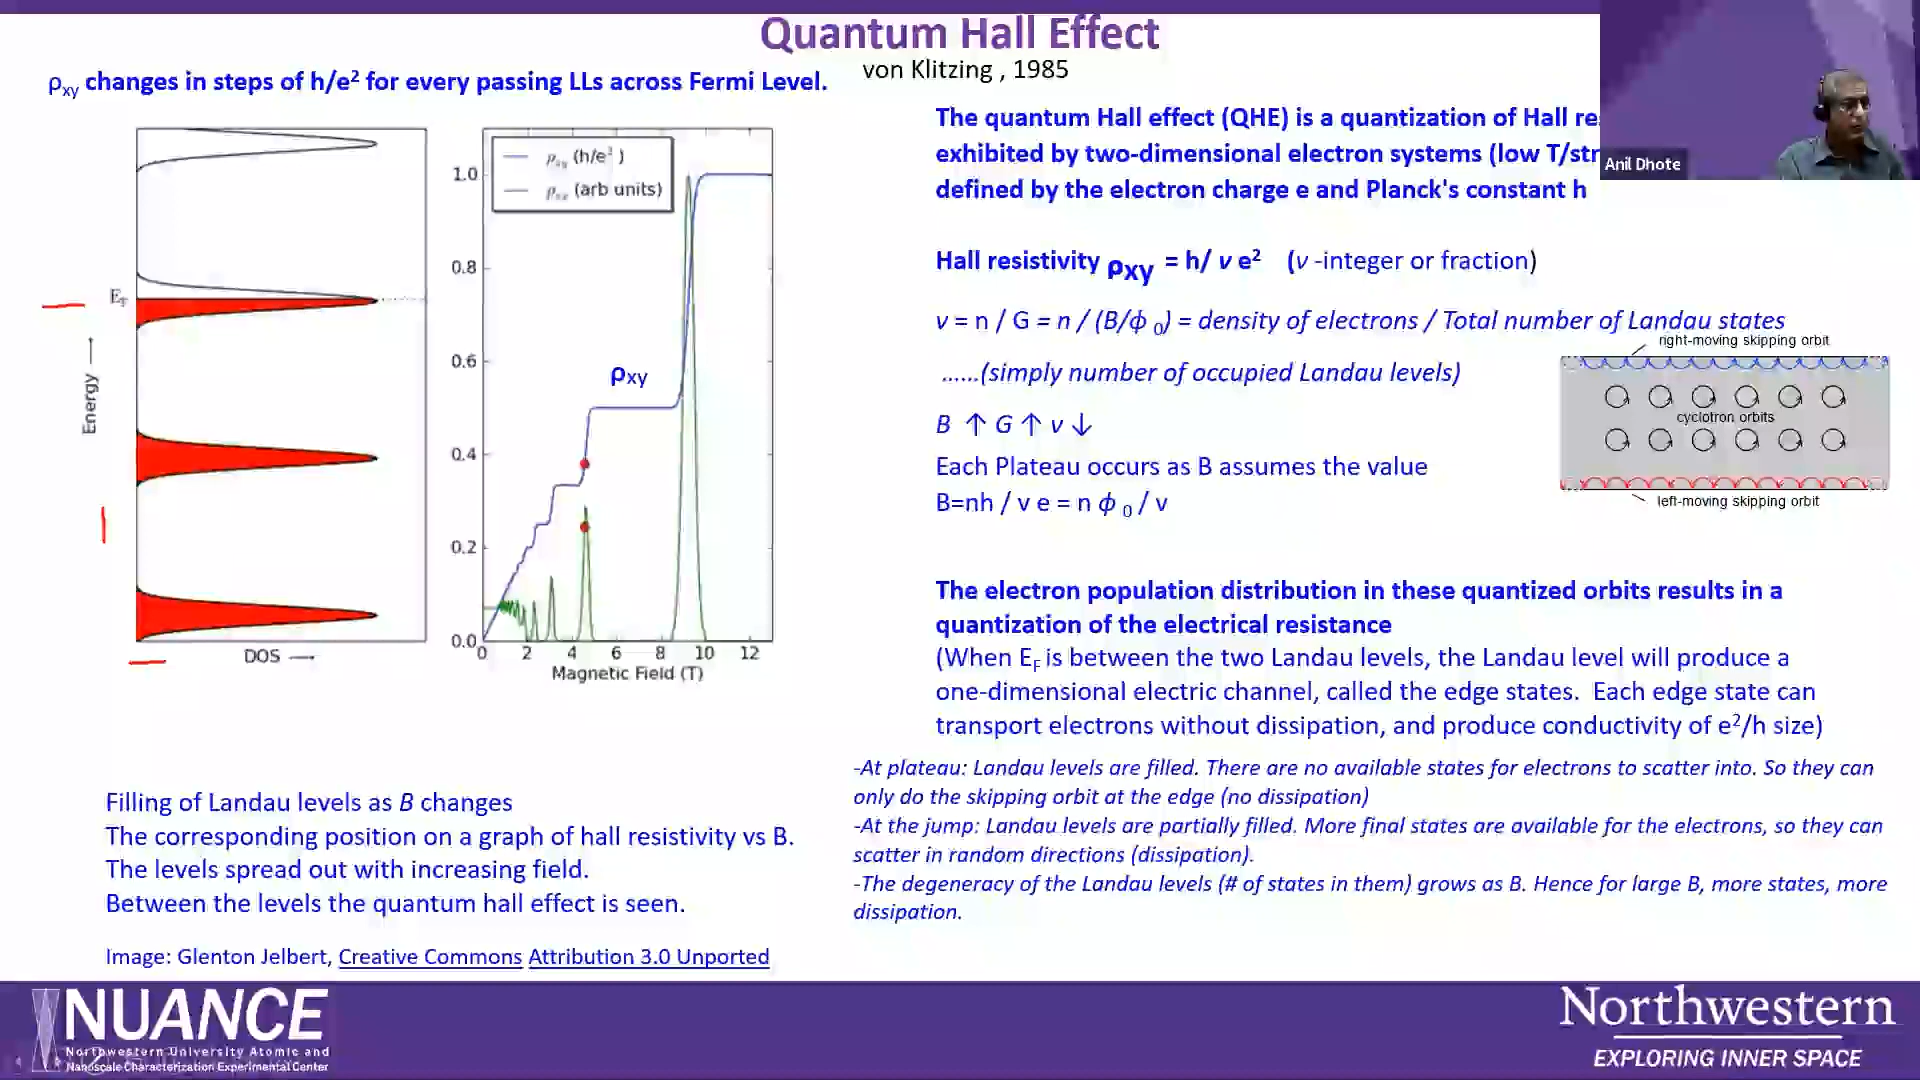 Quantum Hall Effect
von Klitzing , 1985
ρxy changes in steps of h/e² for every passing LLs across Fermi Level.
ρxy (h/e²)
ρxx (arb units)
1.0
0.8
0.6
0.4
0.2
0.0
0 2 4 6 8 10 12
Magnetic Field (T)
ρxy
EF
Energy →
DOS →
The quantum Hall effect (QHE) is a quantization of Hall
exhibited by two-dimensional electron systems (low
defined by the electron charge e and Planck's constant h
Anil Dhote
Hall resistivity ρxy = h/ v e² (v -integer or fraction)
v = n / G = n / (B/ϕ 0) = density of electrons / Total number of Landau states
......(simply number of occupied Landau levels)
B ↑ G ↑ v ↓
Each Plateau occurs as B assumes the value
B=nh / v e = n ϕ 0 / v
right-moving skipping orbit
cyclotron orbits
left-moving skipping orbit
The electron population distribution in these quantized orbits results in a
quantization of the electrical resistance
(When EF is between the two Landau levels, the Landau level will produce a
one-dimensional electric channel, called the edge states. Each edge state can
transport electrons without dissipation, and produce conductivity of e²/h size)
-At plateau: Landau levels are filled. There are no available states for electrons to scatter into. So they can
only do the skipping orbit at the edge (no dissipation)
-At the jump: Landau levels are partially filled. More final states are available for the electrons, so they can
scatter in random directions (dissipation).
-The degeneracy of the Landau levels (# of states in them) grows as B. Hence for large B, more states, more
dissipation.
Filling of Landau levels as B changes
The corresponding position on a graph of hall resistivity vs B.
The levels spread out with increasing field.
Between the levels the quantum hall effect is seen.
Image: Glenton Jelbert, Creative Commons Attribution 3.0 Unported
NUANCE
Northwestern University Atomic and
Nanoscale Characterization Experimental Center
Northwestern
EXPLORING INNER SPACE